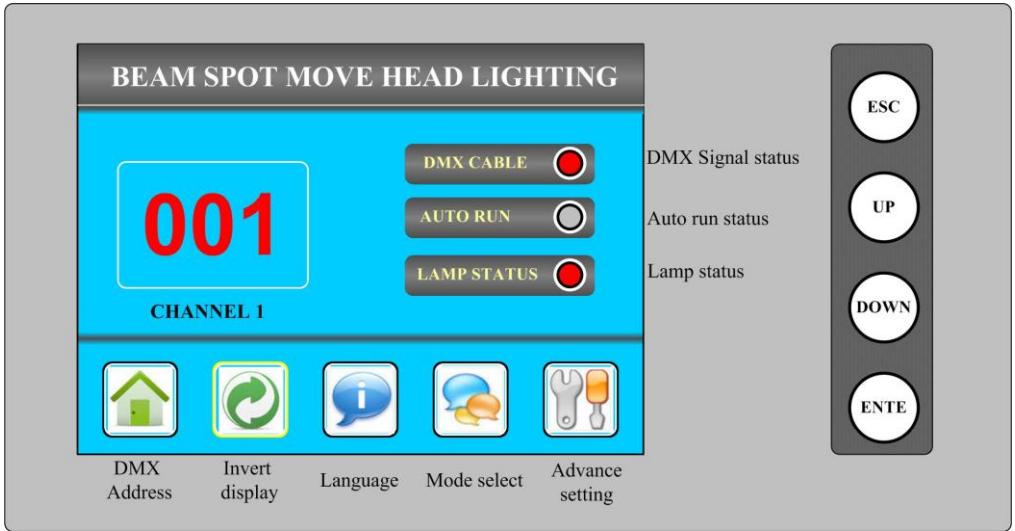 BEAM SPOT MOVE HEAD LIGHTING
ESC
DMX CABLE
DMX Signal status
001
AUTO RUN
Auto run status
UP
LAMP STATUS
Lamp status
CHANNEL 1
DOWN
i
ENTE
DMX
Address
Invert
display
Language
Mode select
Advance
setting